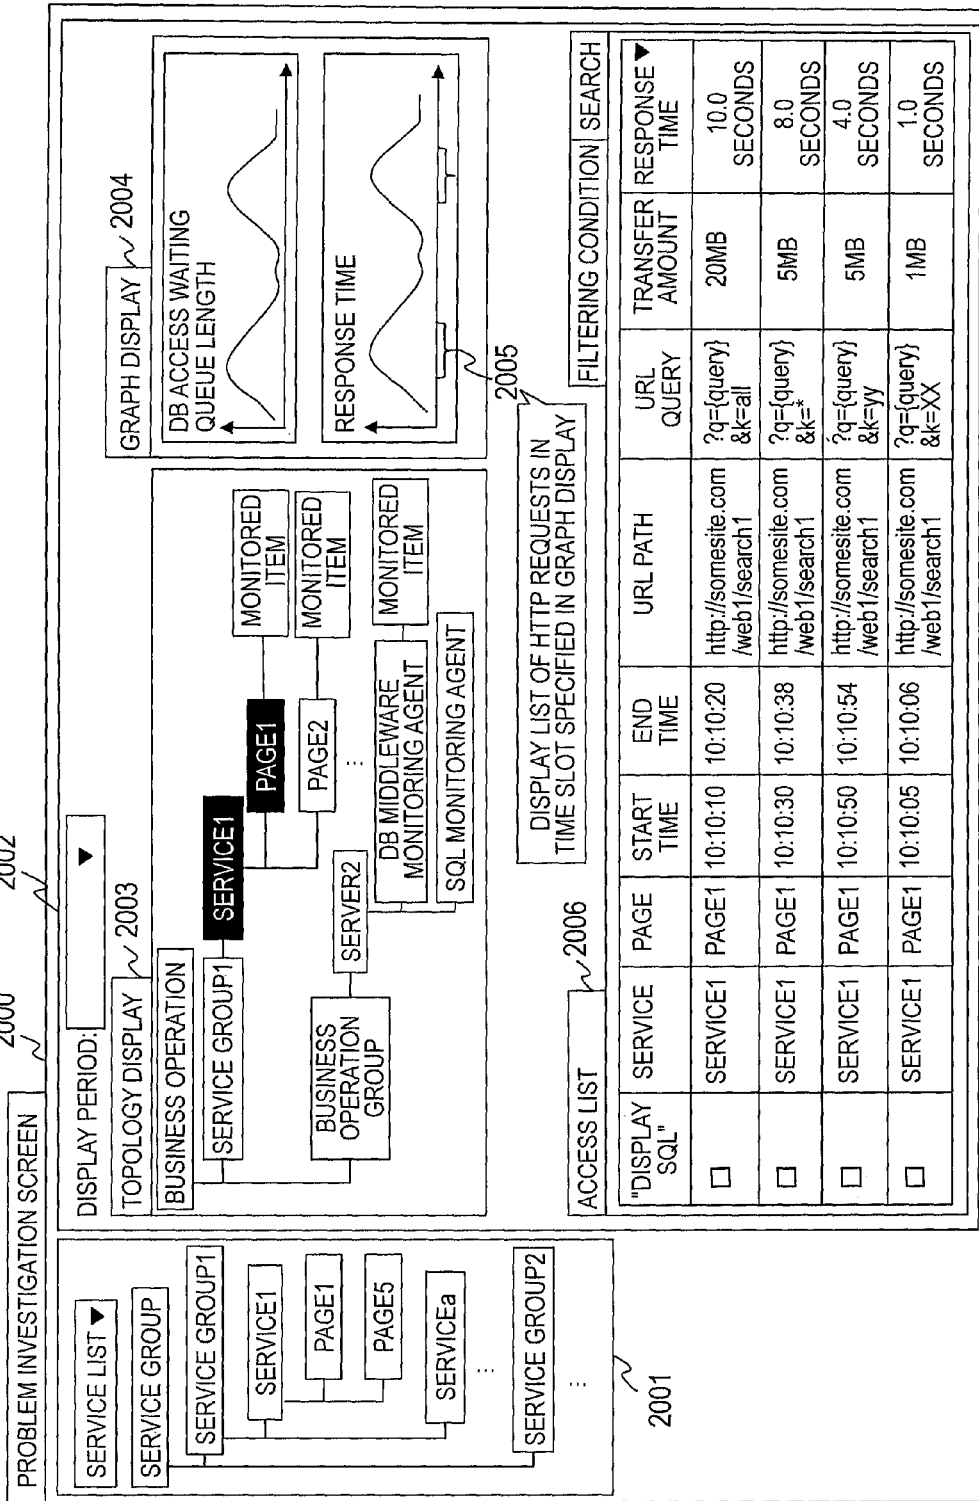 PROBLEM INVESTIGATION SCREEN
2000
2002
SERVICE LIST ▼
SERVICE GROUP
SERVICE GROUP1
SERVICE1
PAGE1
PAGE5
SERVICEa
⋮
SERVICE GROUP2
⋮
2001
DISPLAY PERIOD:
▼
TOPOLOGY DISPLAY
2003
BUSINESS OPERATION
SERVICE GROUP1
SERVICE1
PAGE1
MONITORED
ITEM
PAGE2
MONITORED
ITEM
⋮
BUSINESS
OPERATION
GROUP
SERVER2
DB MIDDLEWARE
MONITORING AGENT
MONITORED
ITEM
SQL MONITORING AGENT
GRAPH DISPLAY
2004
DB ACCESS WAITING
QUEUE LENGTH
RESPONSE TIME
2005
DISPLAY LIST OF HTTP REQUESTS IN
TIME SLOT SPECIFIED IN GRAPH DISPLAY
ACCESS LIST
2006
FILTERING CONDITION
SEARCH
"DISPLAY
SQL"
SERVICE
PAGE
START
TIME
END
TIME
URL PATH
URL
QUERY
TRANSFER
AMOUNT
RESPONSE ▼
TIME
□
SERVICE1
PAGE1
10:10:10
10:10:20
http://somesite.com
/web1/search1
?q={query}
&k=all
20MB
10.0
SECONDS
□
SERVICE1
PAGE1
10:10:30
10:10:38
http://somesite.com
/web1/search1
?q={query}
&k=*
5MB
8.0
SECONDS
□
SERVICE1
PAGE1
10:10:50
10:10:54
http://somesite.com
/web1/search1
?q={query}
&k=yy
5MB
4.0
SECONDS
□
SERVICE1
PAGE1
10:10:05
10:10:06
http://somesite.com
/web1/search1
?q={query}
&k=XX
1MB
1.0
SECONDS